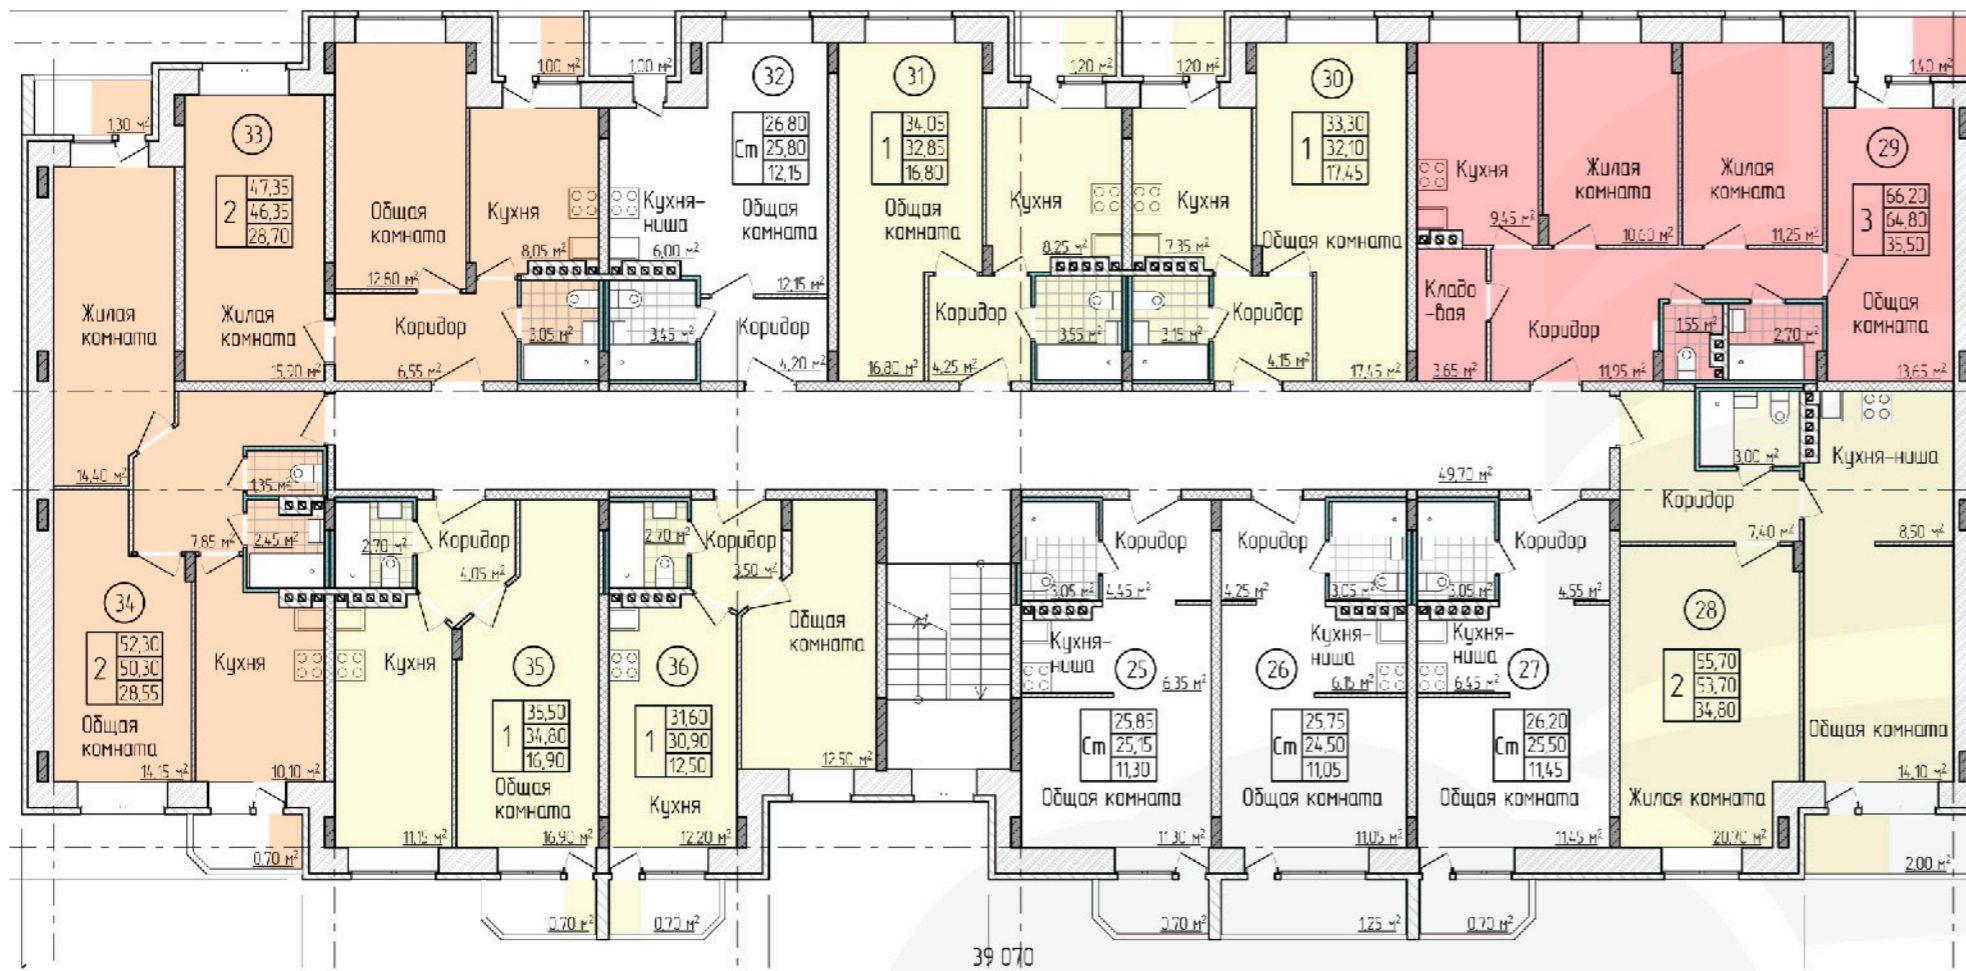 1,00 м²
1,00 м²
1,20 м²
1,20 м²
1,40 м²
1,30 м²
33
2
47,35
46,35
28,70
Жилая
комната
15,90 м²
Общая
комната
12,80 м²
Кухня
8,05 м²
Коридор
6,55 м²
3,05 м²
32
Ст
26,80
25,80
12,15
Кухня-
ниша
6,00 м²
Общая
комната
12,15 м²
3,45 м²
Коридор
4,20 м²
31
1
34,05
32,85
16,80
Общая
комната
16,80 м²
Кухня
8,25 м²
Коридор
4,25 м²
3,55 м²
30
1
33,30
32,10
17,45
Кухня
7,35 м²
Общая комната
17,45 м²
3,15 м²
Коридор
4,15 м²
Кухня
9,45 м²
Жилая
комната
10,60 м²
Жилая
комната
11,25 м²
29
3
66,20
64,80
35,50
Кладо
-вая
3,65 м²
Коридор
11,95 м²
1,55 м²
2,70 м²
Общая
комната
13,65 м²
Жилая
комната
14,40 м²
1,35 м²
7,85 м²
2,45 м²
34
2
52,30
50,30
28,55
Общая
комната
14,15 м²
Кухня
10,10 м²
0,70 м²
2,70 м²
Коридор
4,05 м²
Кухня
11,15 м²
35
1
35,50
34,80
16,90
Общая
комната
16,90 м²
0,70 м²
2,70 м²
Коридор
3,50 м²
36
1
31,60
30,90
12,50
Кухня
12,20 м²
0,70 м²
Общая
комната
12,50 м²
49,70 м²
3,05 м²
Коридор
4,45 м²
Кухня-
ниша
25
6,35 м²
Ст
25,85
25,15
11,30
Общая комната
11,30 м²
0,70 м²
Коридор
4,25 м²
3,05 м²
26
Кухня-
ниша
6,15 м²
Ст
25,75
24,50
11,05
Общая комната
11,05 м²
1,25 м²
3,05 м²
Коридор
4,55 м²
Кухня-
ниша
6,45 м²
27
Ст
26,20
25,50
11,45
Общая комната
11,45 м²
0,70 м²
3,00 м²
Коридор
7,40 м²
Кухня-ниша
8,50 м²
28
2
55,70
53,70
34,80
Жилая комната
20,70 м²
Общая комната
14,10 м²
2,00 м²
39 070